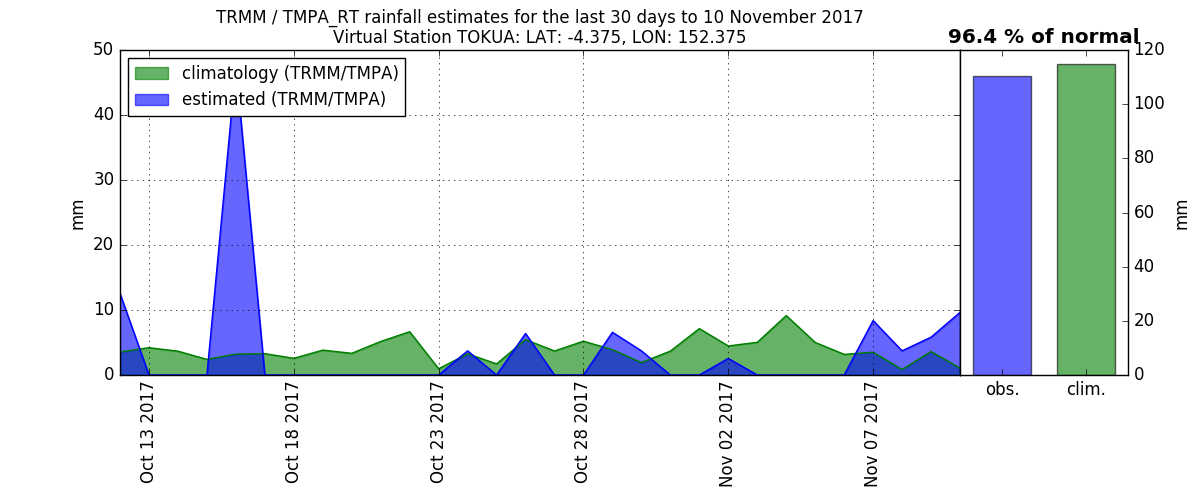 TRMM / TMPA_RT rainfall estimates for the last 30 days to 10 November 2017
Virtual Station TOKUA: LAT: -4.375, LON: 152.375
96.4 % of normal
climatology (TRMM/TMPA)
estimated (TRMM/TMPA)
mm
50
40
30
20
10
0
Oct 13 2017
Oct 18 2017
Oct 23 2017
Oct 28 2017
Nov 02 2017
Nov 07 2017
obs.
clim.
120
100
80
60
40
20
0
mm